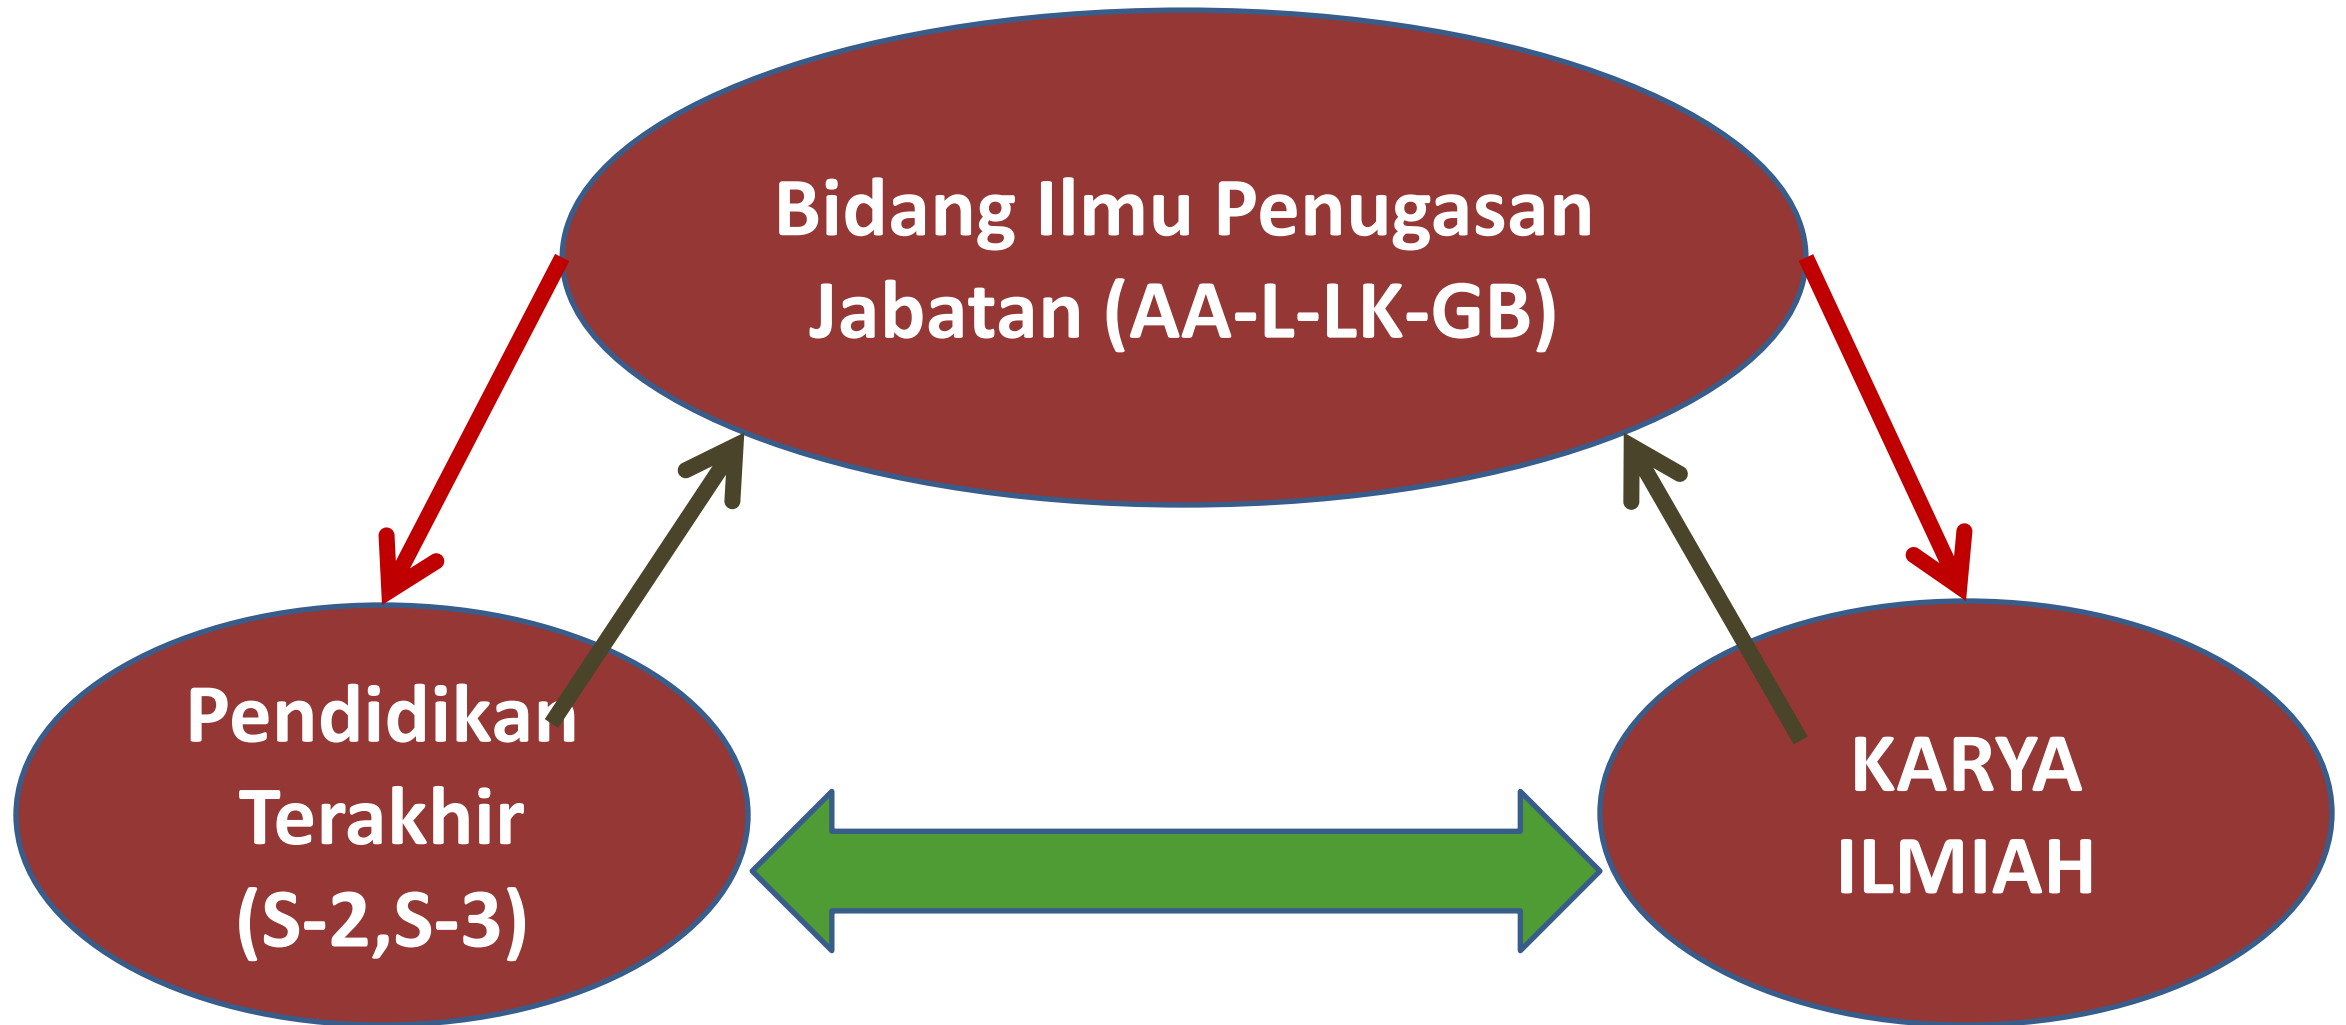 Bidang Ilmu Penugasan
Jabatan (AA-L-LK-GB)
Pendidikan
Terakhir
(S-2,S-3)
KARYA
ILMIAH